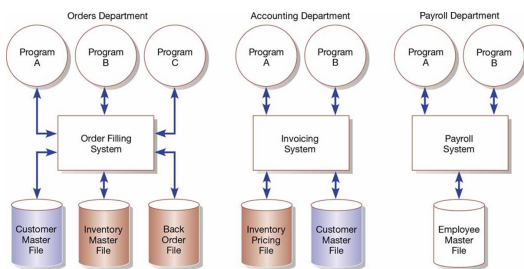 Orders Department
Accounting Department
Payroll Department
Program
A
Program
B
Program
C
Program
A
Program
B
Program
A
Program
B
Order Filling
System
Invoicing
System
Payroll
System
Customer
Master
File
Inventory
Master
File
Back
Order File
Inventory
Pricing
File
Customer
Master
File
Employee
Master
File